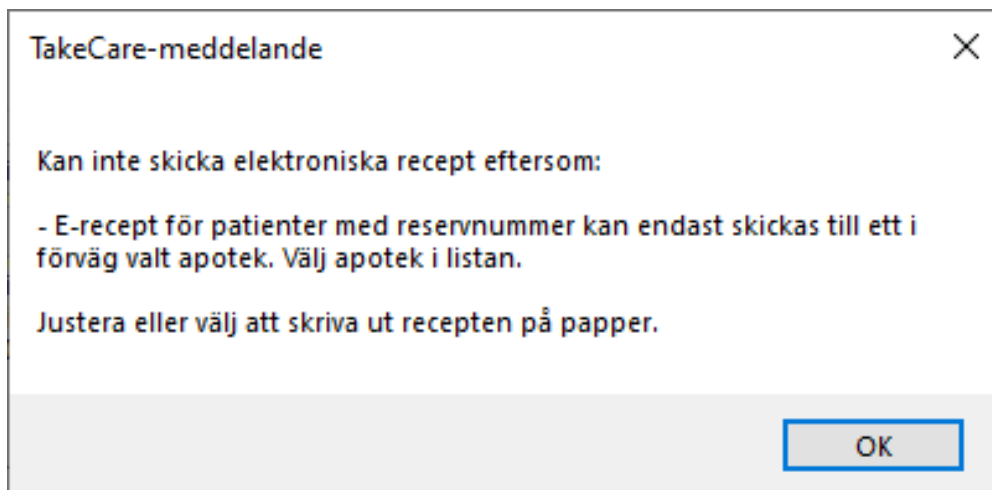 TakeCare-meddelande
Kan inte skicka elektroniska recept eftersom:
- E-recept för patienter med reservnummer kan endast skickas till ett i
förväg valt apotek. Välj apotek i listan.
Justera eller välj att skriva ut recepten på papper.
OK